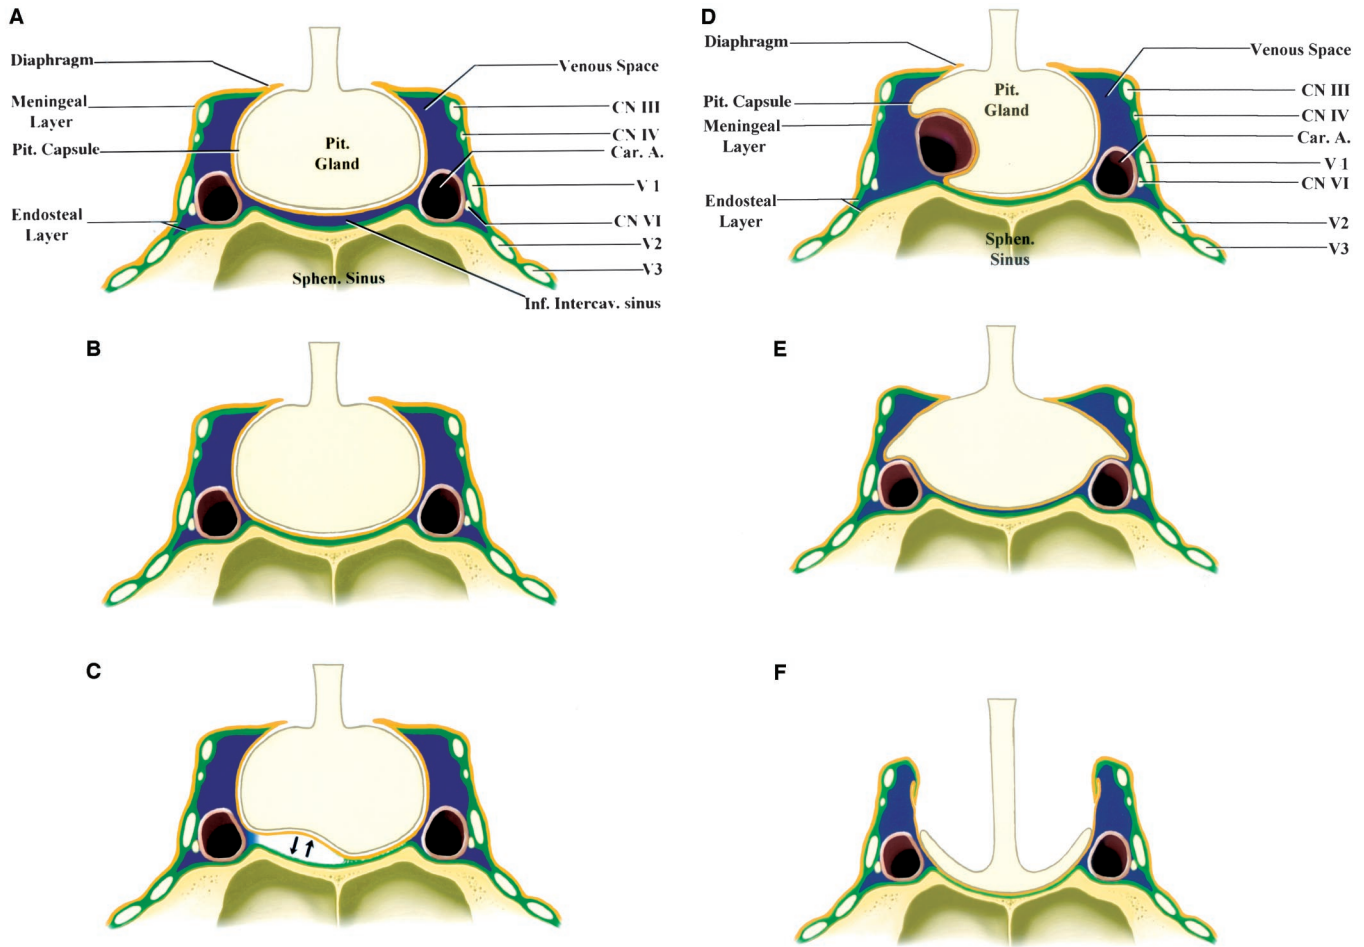 A
Diaphragm
Meningeal
Layer
Pit. Capsule
Endosteal
Layer
Pit.
Gland
Sphen. Sinus
Venous Space
CN III
CN IV
Car. A.
V 1
CN VI
V2
V3
Inf. Intercav. sinus
D
Diaphragm
Pit. Capsule
Meningeal
Layer
Endosteal
Layer
Pit.
Gland
Sphen.
Sinus
Venous Space
CN III
CN IV
Car. A.
V 1
CN VI
V2
V3
B
E
C
F